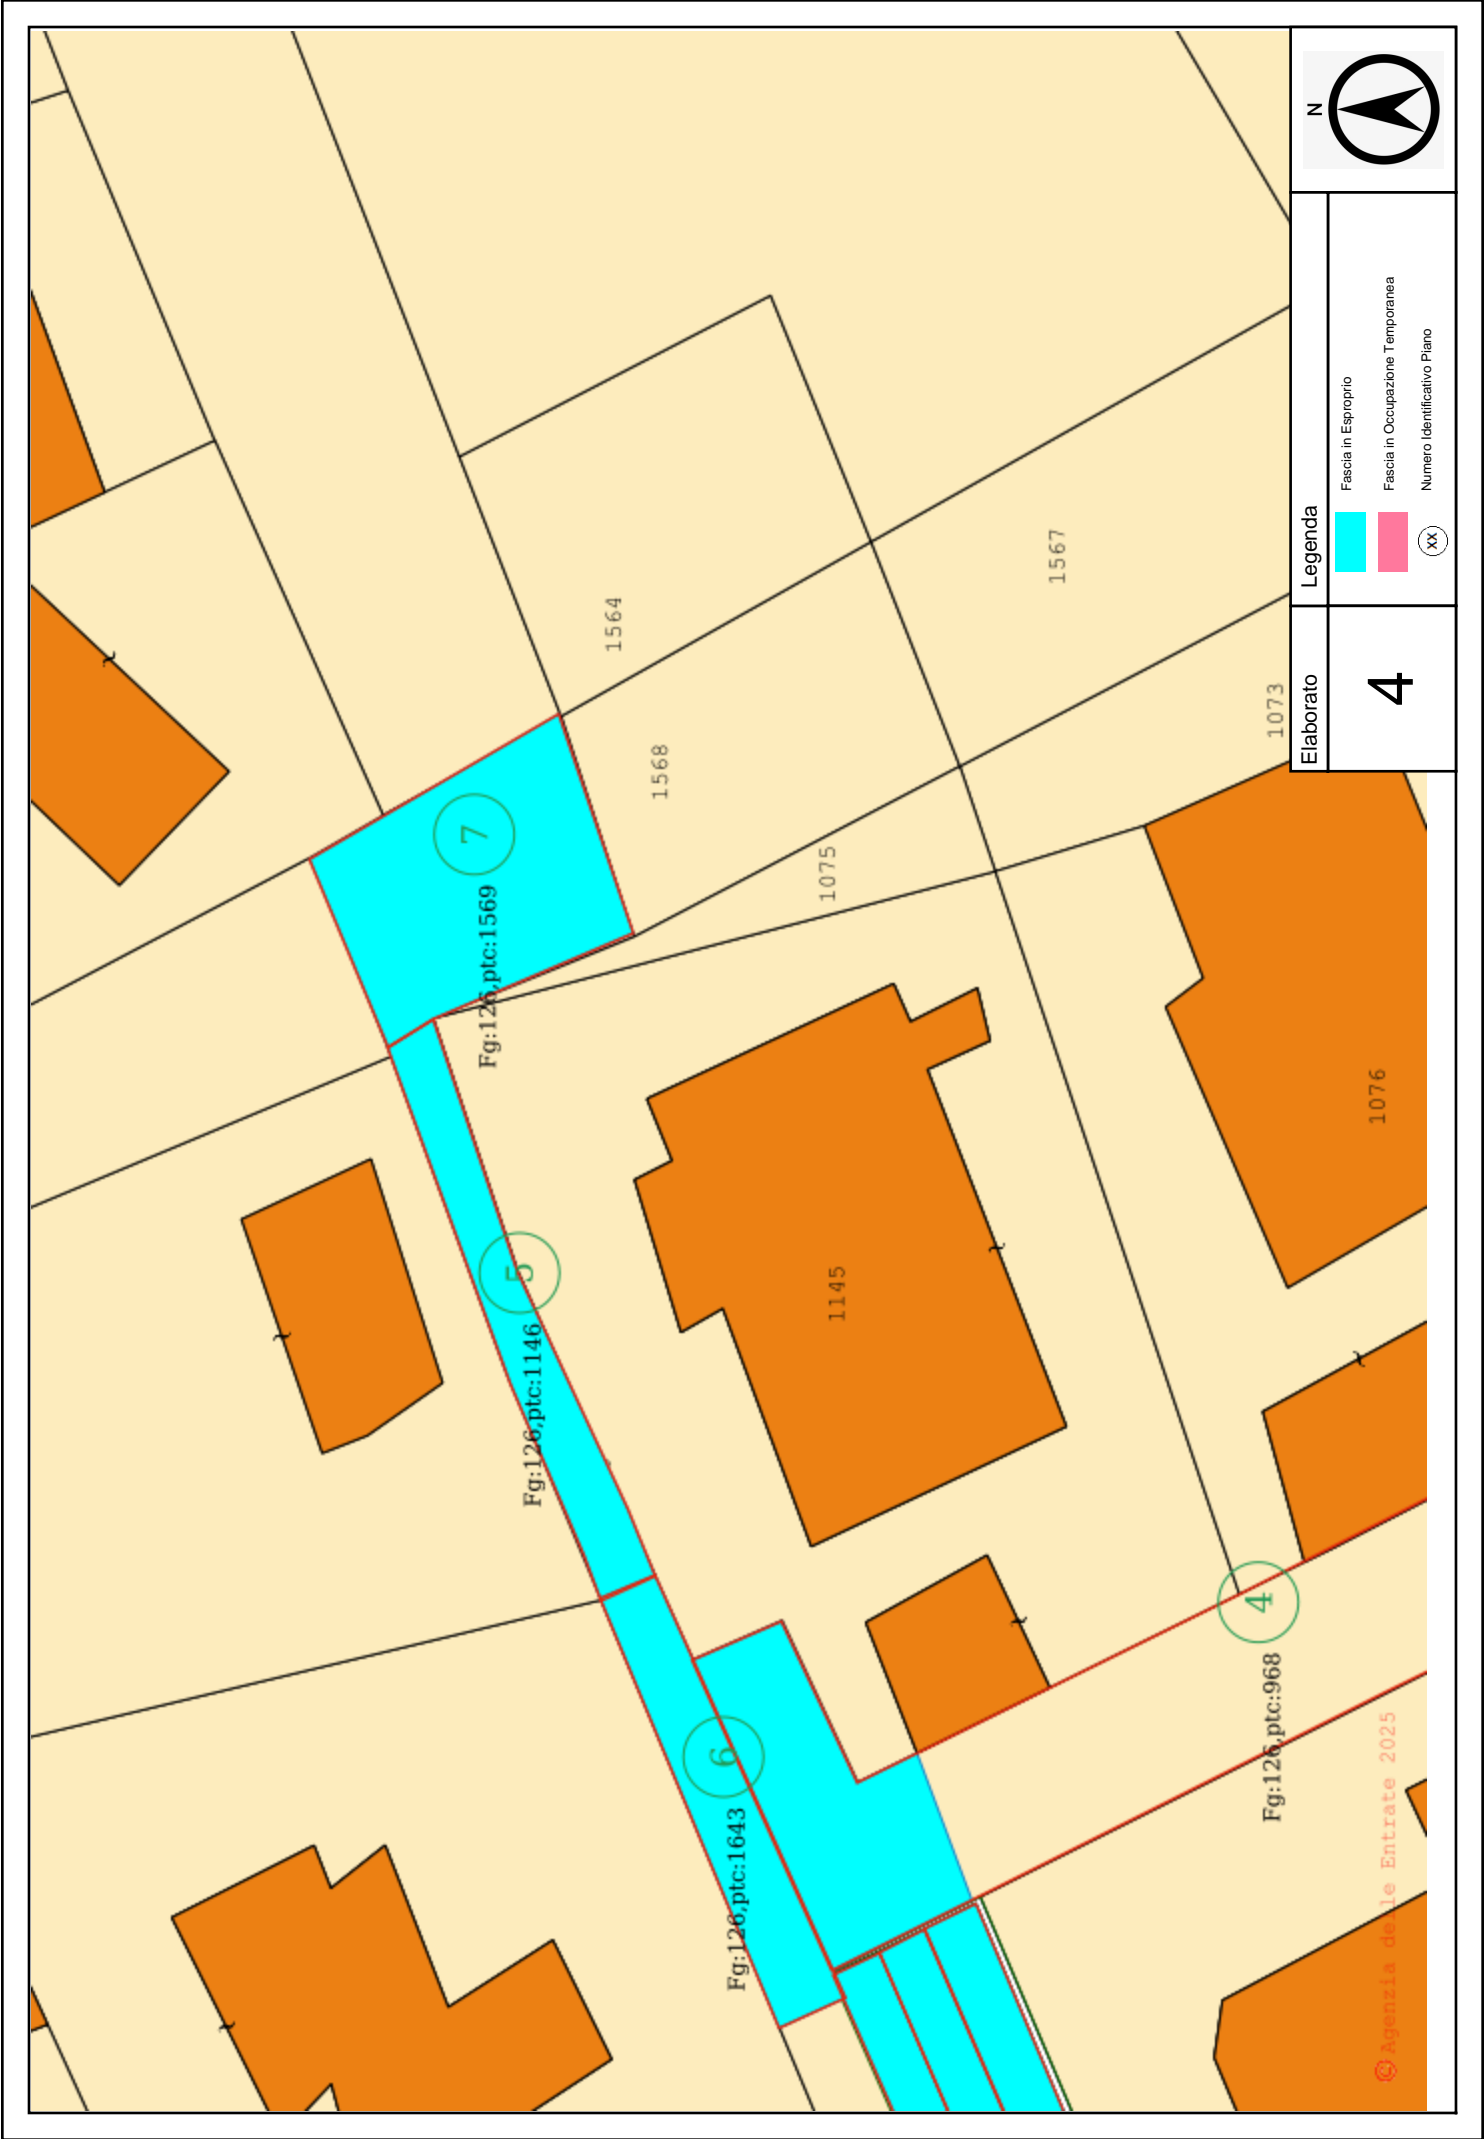 N
Legenda
Fascia in Esproprio
Fascia in Occupazione Temporanea
xx Numero Identificativo Piano
Elaborato
4
1564
1568
1567
1075
1073
1076
1145
7
Fg:126,ptc:1569
5
Fg:126,ptc:1146
6
Fg:126,ptc:1643
4
Fg:126,ptc:968
© Agenzia delle Entrate 2025